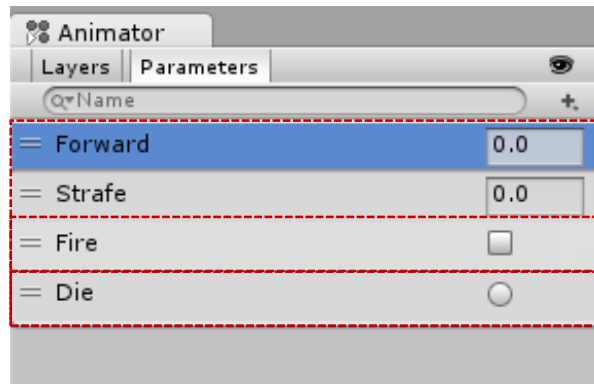 Animator
Layers Parameters
Name
Forward 0.0
Strafe 0.0
Fire
Die